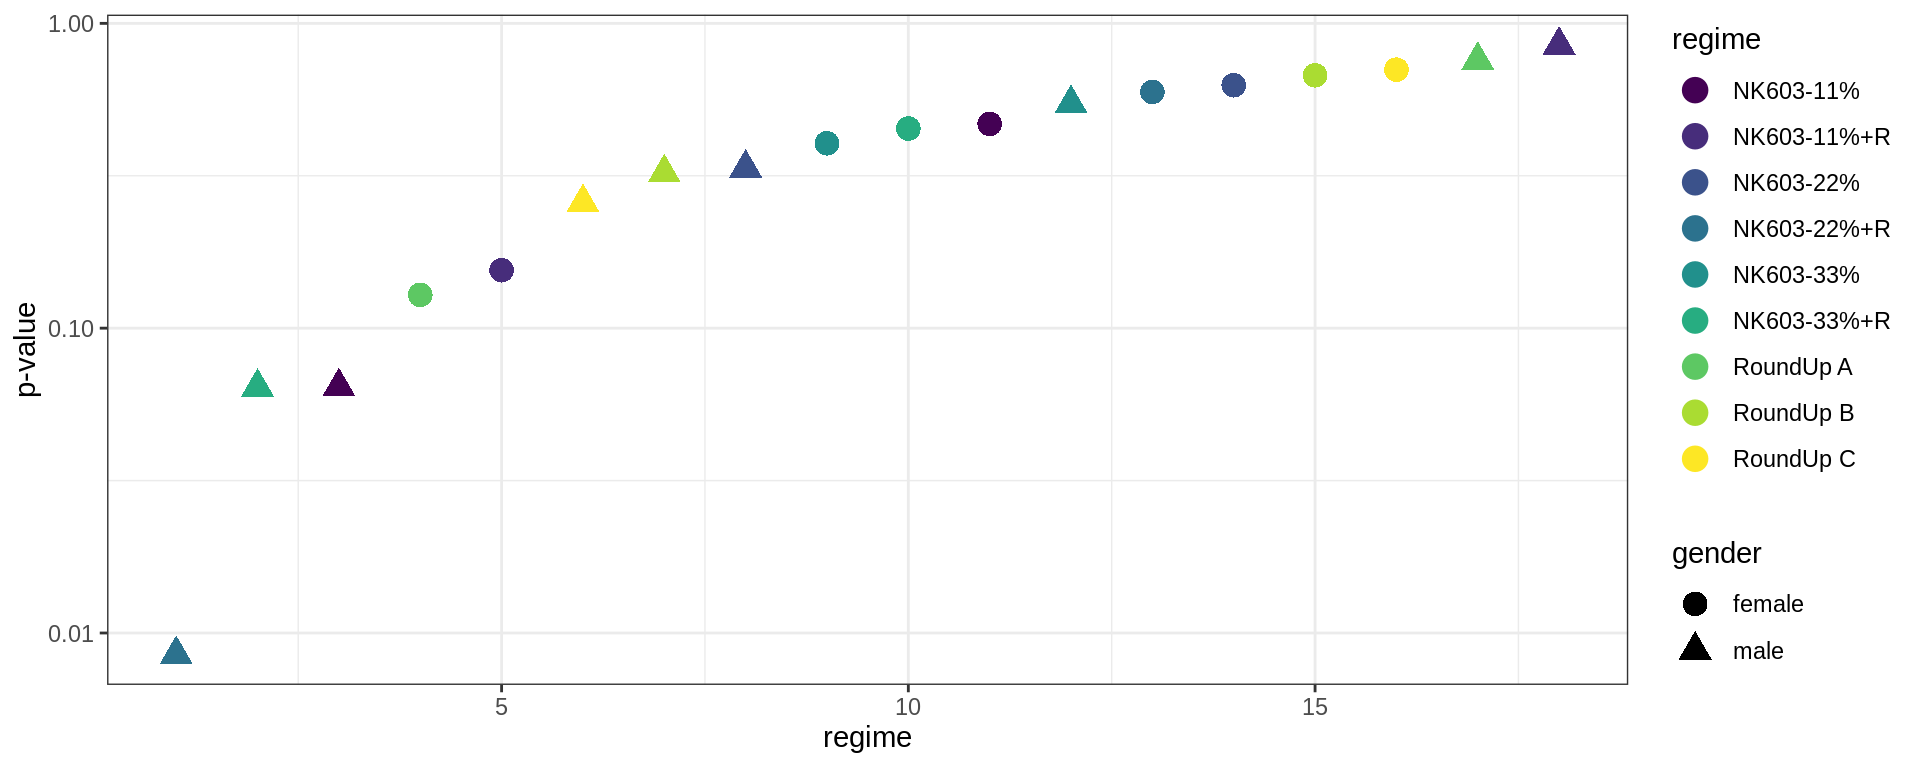 1.00
0.10
0.01
p-value
5
10
15
regime
regime
NK603-11%
NK603-11%+R
NK603-22%
NK603-22%+R
NK603-33%
NK603-33%+R
RoundUp A
RoundUp B
RoundUp C
gender
female
male